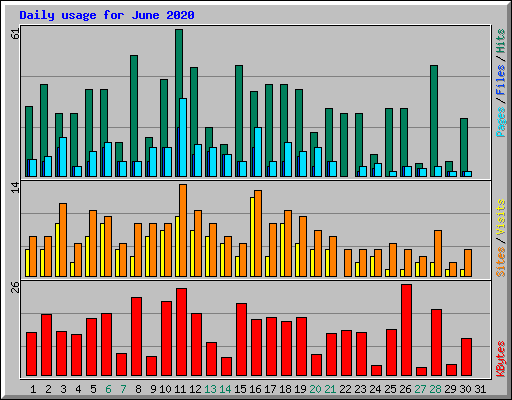 Daily usage for June 2020
61
14
26
Pages / Files / Hits
Sites / Visits
KBytes
1 2 3 4 5 6 7 8 9 10 11 12 13 14 15 16 17 18 19 20 21 22 23 24 25 26 27 28 29 30 31